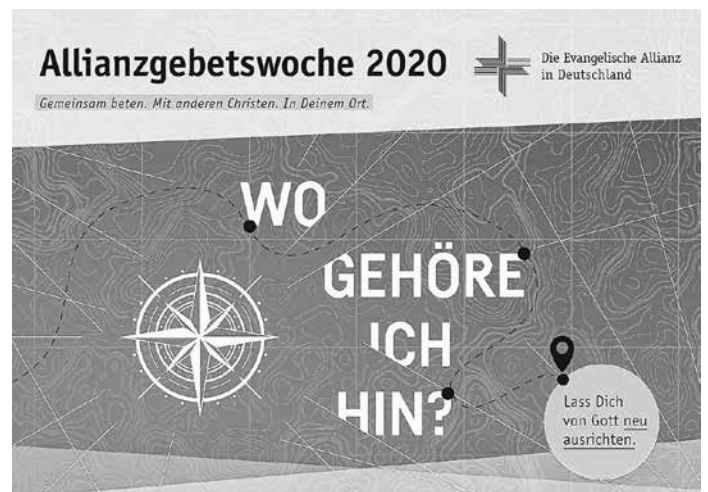 Allianzgebetswoche 2020
Die Evangelische Allianz
in Deutschland
Gemeinsam beten. Mit anderen Christen. In Deinem Ort.
WO
GEHÖRE
ICH
HIN?
Lass Dich
von Gott neu
ausrichten.